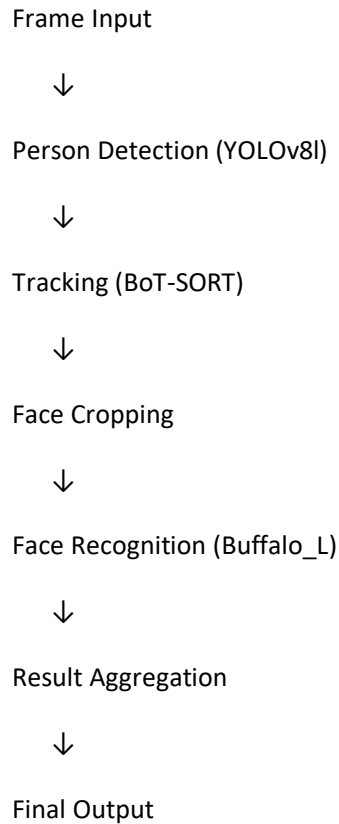 Frame Input
↓
Person Detection (YOLOv8l)
↓
Tracking (BoT-SORT)
↓
Face Cropping
↓
Face Recognition (Buffalo_L)
↓
Result Aggregation
↓
Final Output